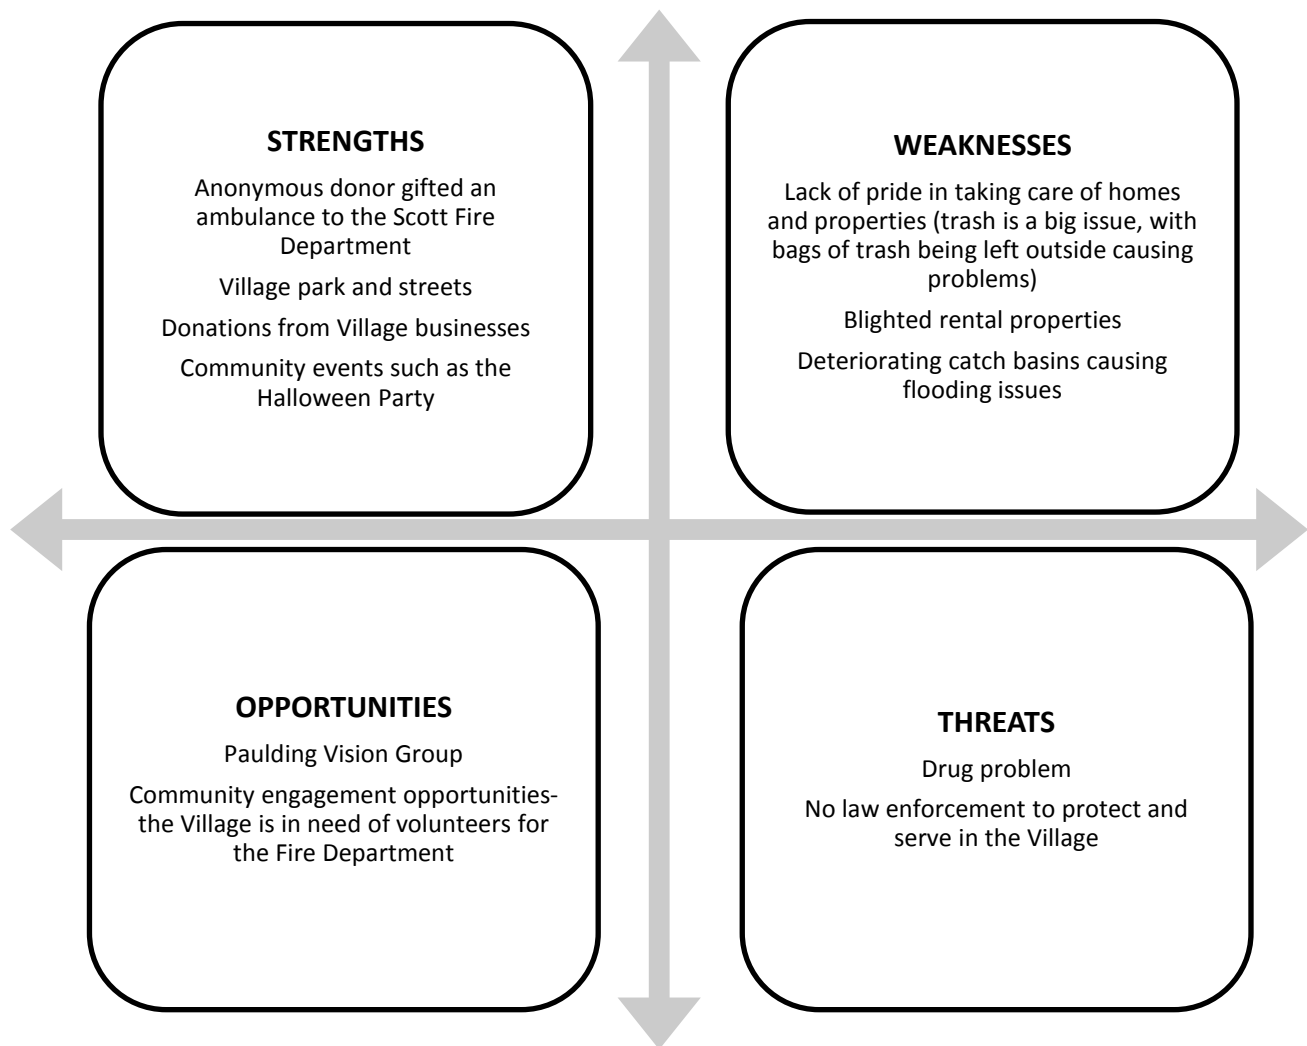 STRENGTHS
Anonymous donor gifted an
ambulance to the Scott Fire
Department
Village park and streets
Donations from Village businesses
Community events such as the
Halloween Party
WEAKNESSES
Lack of pride in taking care of homes
and properties (trash is a big issue, with
bags of trash being left outside causing
problems)
Blighted rental properties
Deteriorating catch basins causing
flooding issues
OPPORTUNITIES
Paulding Vision Group
Community engagement opportunities-
the Village is in need of volunteers for
the Fire Department
THREATS
Drug problem
No law enforcement to protect and
serve in the Village